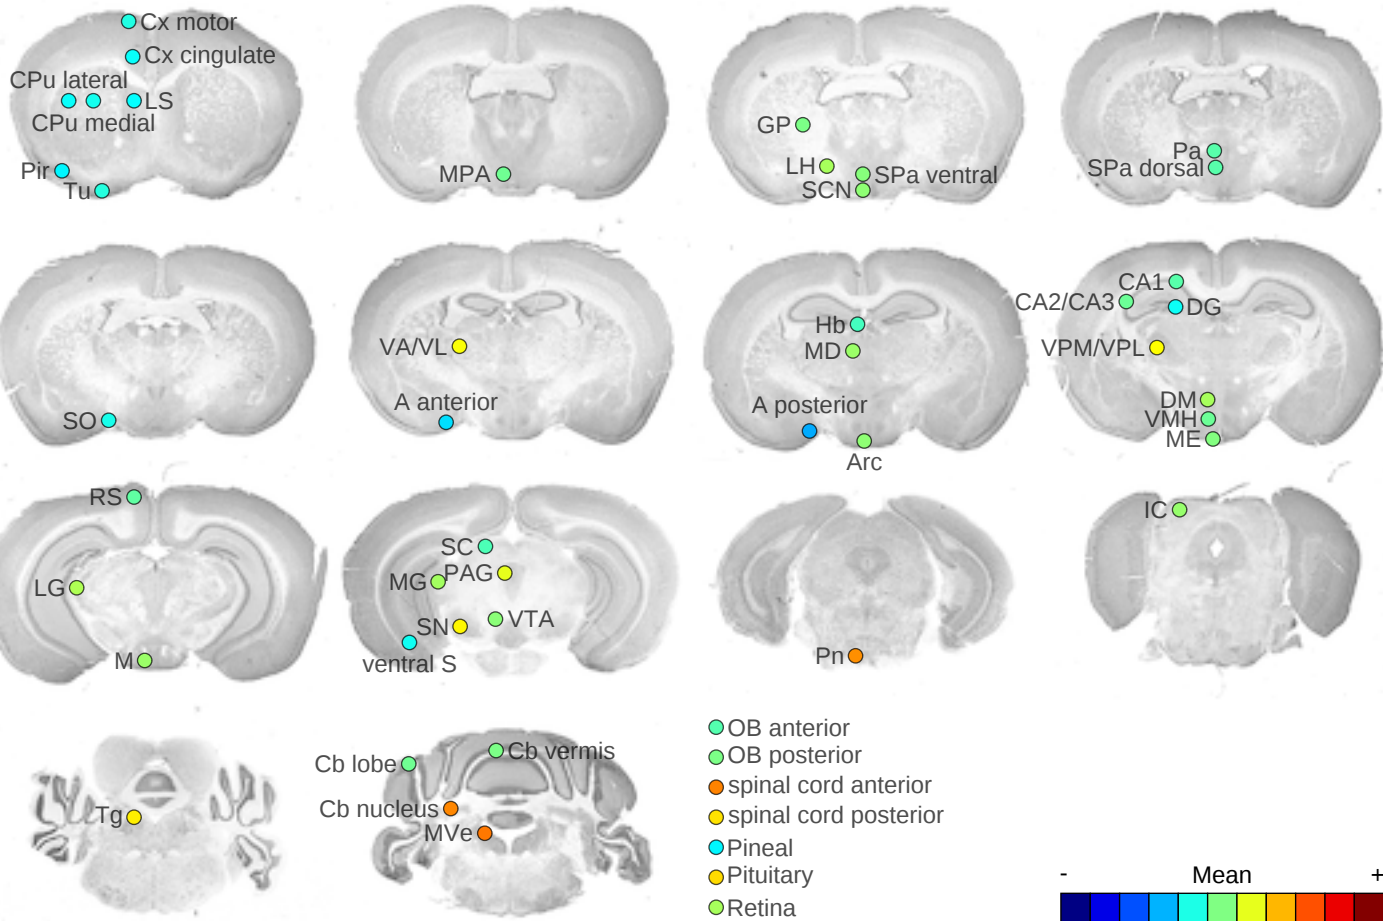 Cx motor
Cx cingulate
CPu lateral
LS
CPu medial
Pir
Tu
MPA
GP
LH
SPa ventral
SCN
Pa
SPa dorsal
SO
VA/VL
A anterior
Hb
MD
A posterior
Arc
CA1
CA2/CA3
DG
VPM/VPL
DM
VMH
ME
RS
LG
M
SC
PAG
MG
VTA
SN
ventral S
Pn
IC
Tg
Cb vermis
Cb lobe
Cb nucleus
MVe
OB anterior
OB posterior
spinal cord anterior
spinal cord posterior
Pineal
Pituitary
Retina
- Mean +